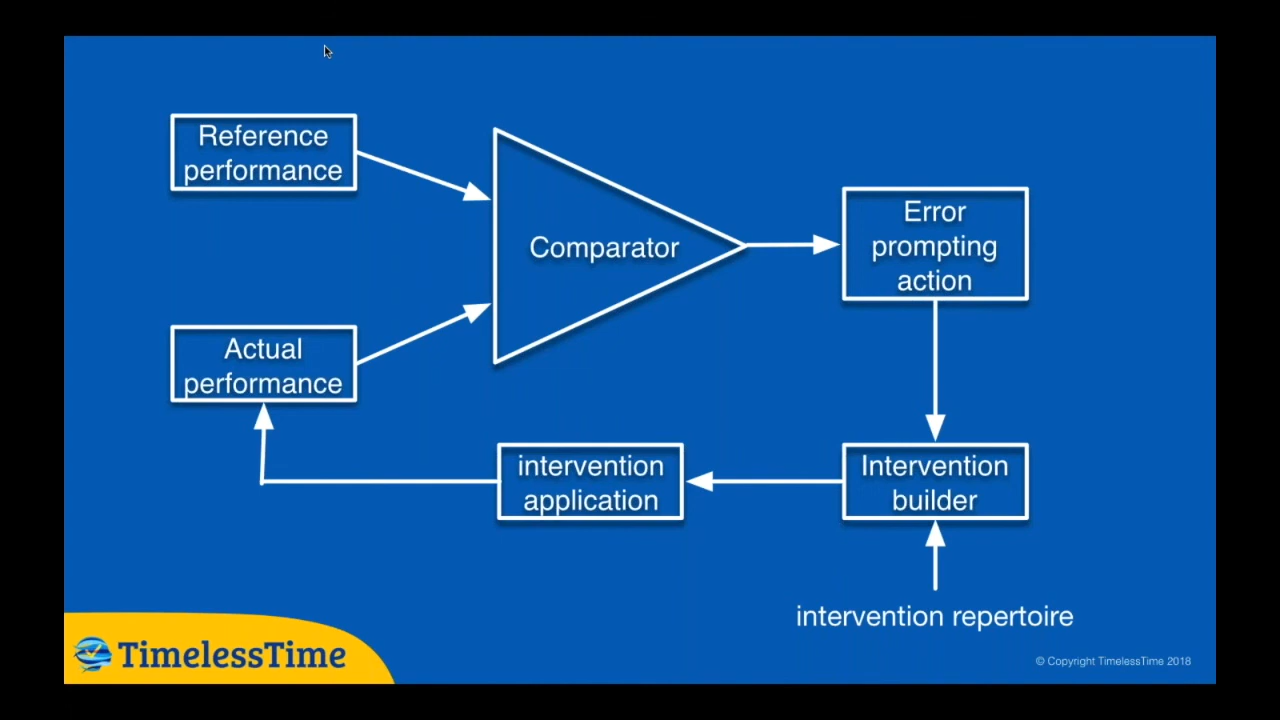 Reference
performance
Comparator
Error
prompting
action
Actual
performance
intervention
application
Intervention
builder
intervention repertoire
TimelessTime
© Copyright TimelessTime 2018